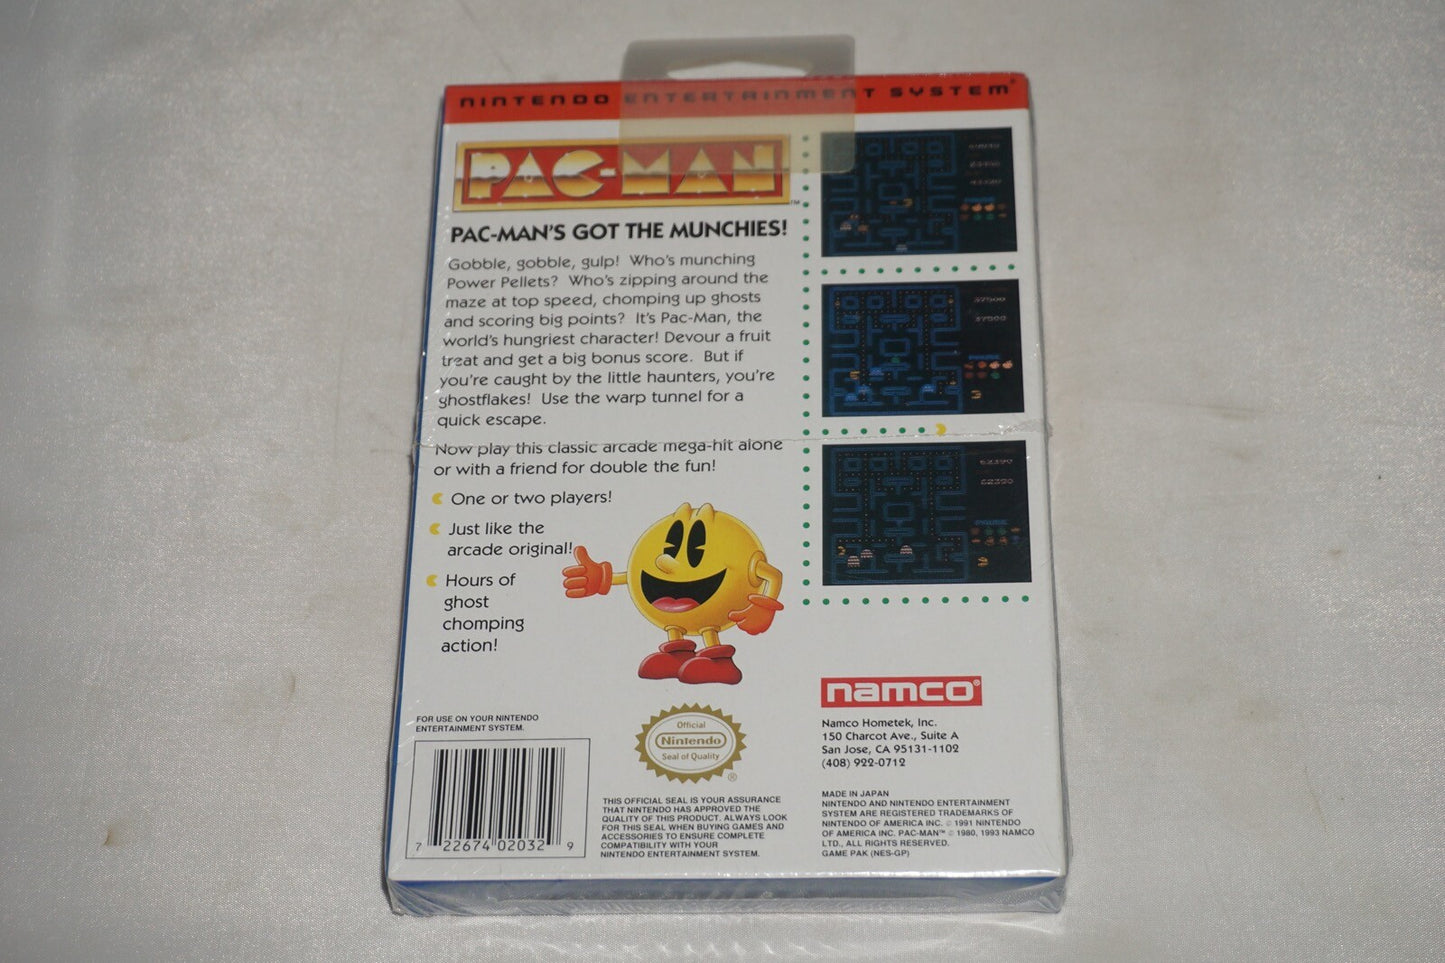 NINTENDO ENTERTAINMENT SYSTEM®
PAC-MAN™
PAC-MAN'S GOT THE MUNCHIES!
Gobble, gobble, gulp! Who's munching
Power Pellets? Who's zipping around the
maze at top speed, chomping up ghosts
and scoring big points? It's Pac-Man, the
world's hungriest character! Devour a fruit
treat and get a big bonus score. But if
you're caught by the little haunters, you're
ghostflakes! Use the warp tunnel for a
quick escape.
Now play this classic arcade mega-hit alone
or with a friend for double the fun!
One or two players!
Just like the
arcade original!
Hours of
ghost
chomping
action!
37500
37500
62390
62390
FOR USE ON YOUR NINTENDO
ENTERTAINMENT SYSTEM.
7 22674 02032 9
Official
Nintendo
Seal of Quality
®
THIS OFFICIAL SEAL IS YOUR ASSURANCE
THAT NINTENDO HAS APPROVED THE
QUALITY OF THIS PRODUCT. ALWAYS LOOK
FOR THIS SEAL WHEN BUYING GAMES AND
ACCESSORIES TO ENSURE COMPLETE
COMPATIBILITY WITH YOUR
NINTENDO ENTERTAINMENT SYSTEM.
namco®
Namco Hometek, Inc.
150 Charcot Ave., Suite A
San Jose, CA 95131-1102
(408) 922-0712
MADE IN JAPAN
NINTENDO AND NINTENDO ENTERTAINMENT
SYSTEM ARE REGISTERED TRADEMARKS OF
NINTENDO OF AMERICA INC. © 1991 NINTENDO
OF AMERICA INC. PAC-MAN™ © 1980, 1993 NAMCO
LTD., ALL RIGHTS RESERVED.
GAME PAK (NES-GP)